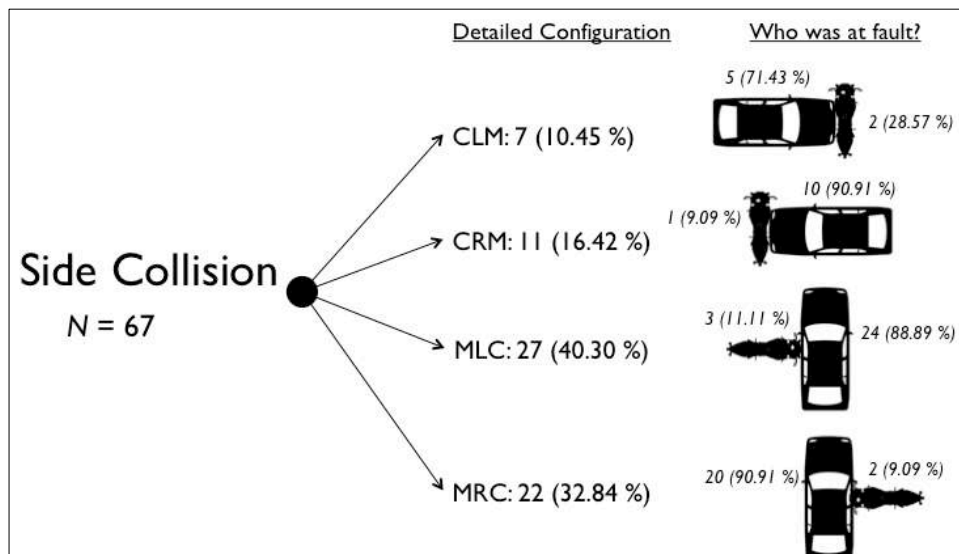 Detailed Configuration
Who was at fault?
5 (71.43 %)
CLM: 7 (10.45 %)
2 (28.57 %)
10 (90.91 %)
1 (9.09 %)
CRM: 11 (16.42 %)
Side Collision
N = 67
3 (11.11 %)
24 (88.89 %)
MLC: 27 (40.30 %)
20 (90.91 %)
2 (9.09 %)
MRC: 22 (32.84 %)